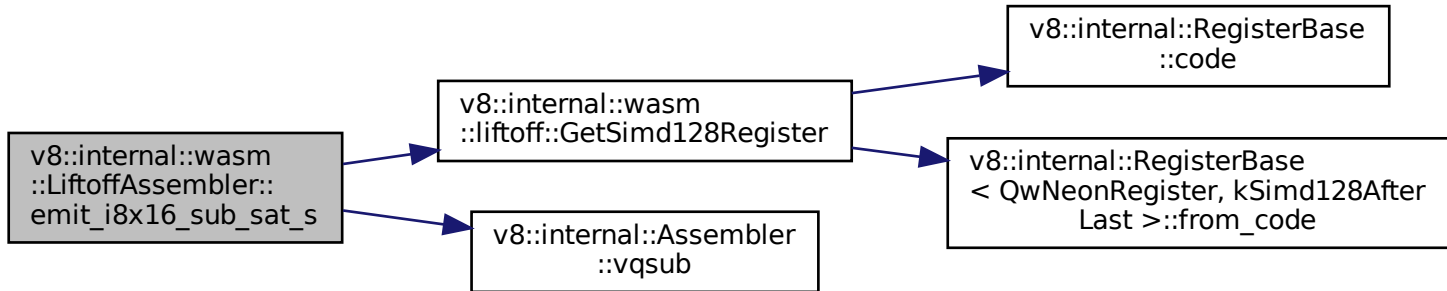 v8::internal::wasm
::LiftoffAssembler::
emit_i8x16_sub_sat_s
v8::internal::wasm
::liftoff::GetSimd128Register
v8::internal::Assembler
::vqsub
v8::internal::RegisterBase
::code
v8::internal::RegisterBase
< QwNeonRegister, kSimd128After
Last >::from_code